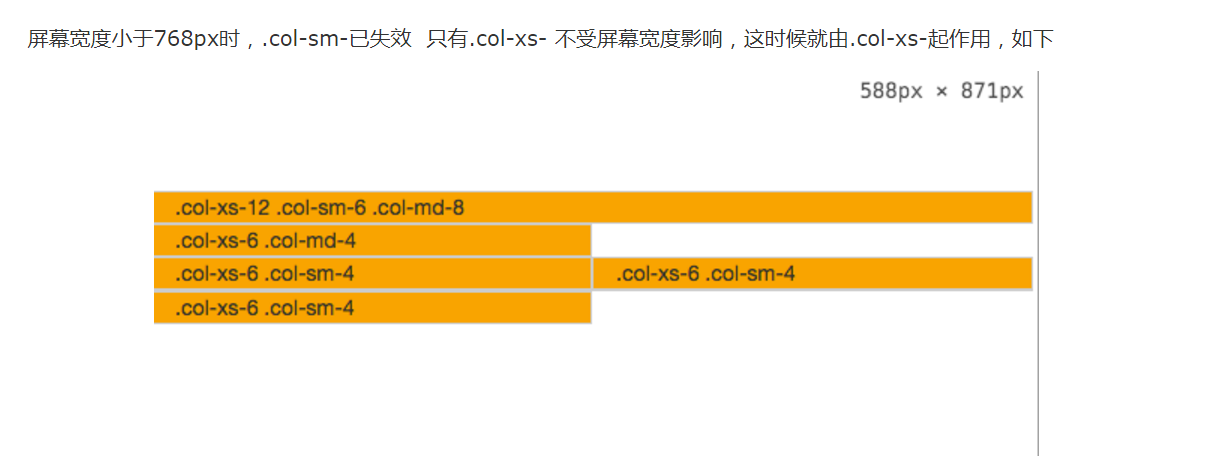 屏幕宽度小于768px时，.col-sm-已失效  只有.col-xs- 不受屏幕宽度影响，这时候就由.col-xs-起作用，如下
588px × 871px
.col-xs-12 .col-sm-6 .col-md-8
.col-xs-6 .col-md-4
.col-xs-6 .col-sm-4 .col-xs-6 .col-sm-4
.col-xs-6 .col-sm-4